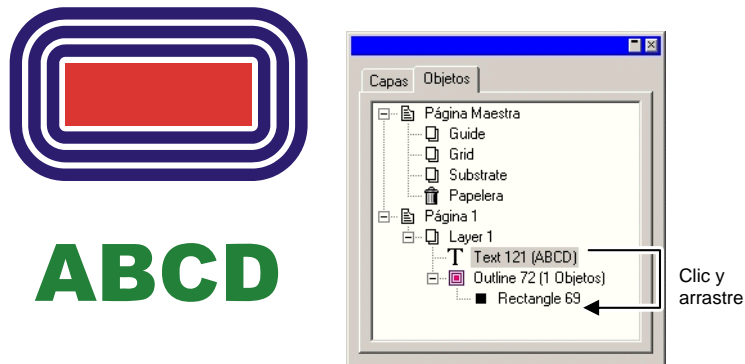 ABCD
Capas Objetos
Página Maestra
Guide
Grid
Substrate
Papelera
Página 1
Layer 1
Text 121 (ABCD)
Outline 72 (1 Objetos)
Rectangle 69
Clic y
arrastre